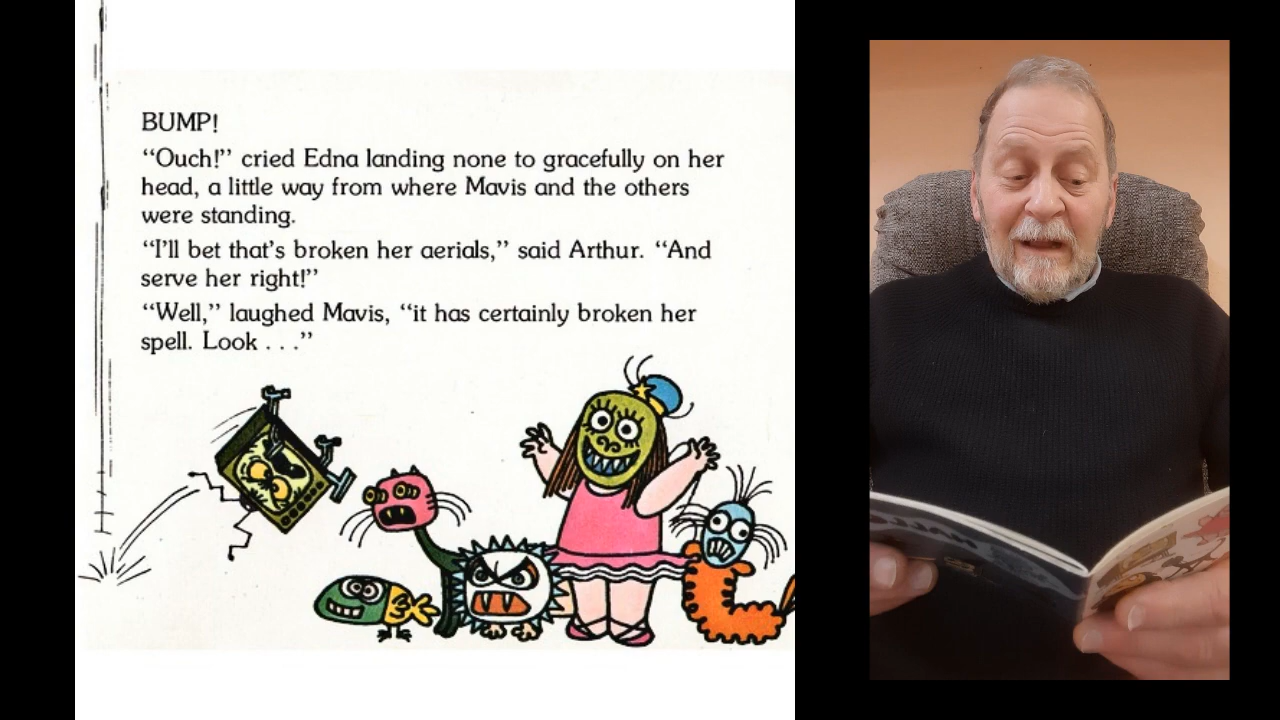 BUMP!
“Ouch!” cried Edna landing none to gracefully on her
head, a little way from where Mavis and the others
were standing.
“I’ll bet that’s broken her aerials,” said Arthur. “And
serve her right!”
“Well,” laughed Mavis, “it has certainly broken her
spell. Look . . .”